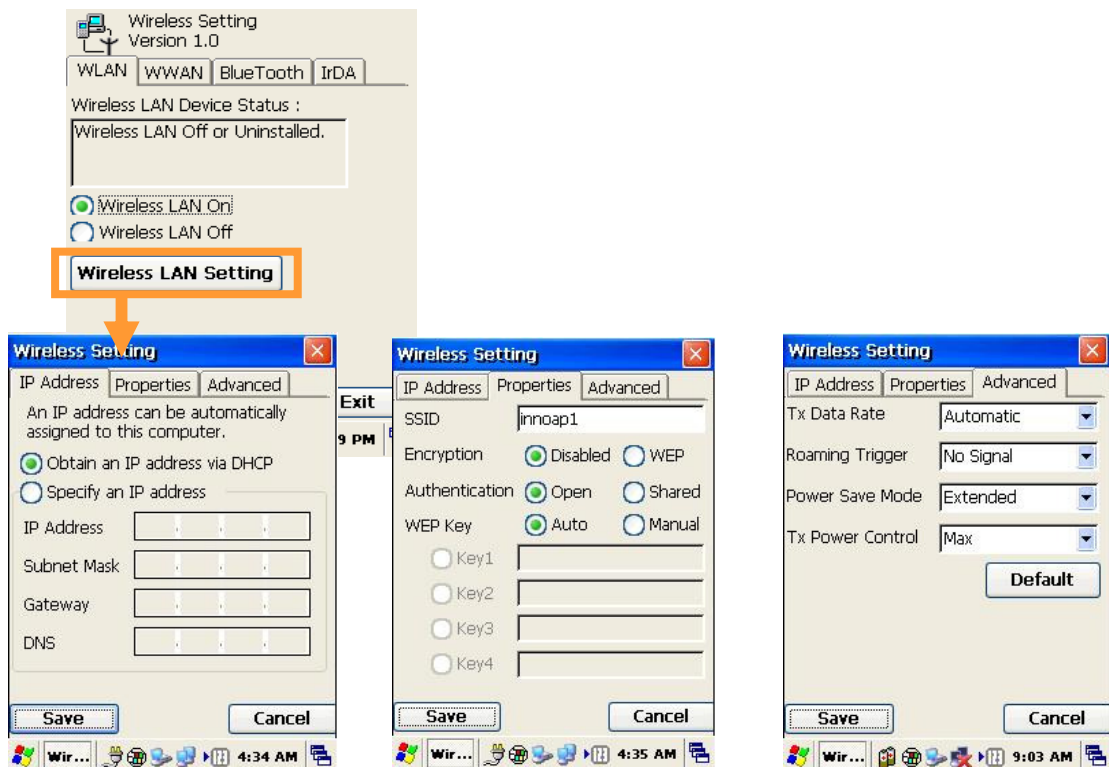 Wireless Setting
Version 1.0
WLAN WWAN BlueTooth IrDA
Wireless LAN Device Status :
Wireless LAN Off or Uninstalled.
Wireless LAN On
Wireless LAN Off
Wireless LAN Setting
Exit
9 PM
Wireless Setting
IP Address Properties Advanced
An IP address can be automatically
assigned to this computer.
Obtain an IP address via DHCP
Specify an IP address
IP Address
Subnet Mask
Gateway
DNS
Save Cancel
Wir... 4:34 AM
Wireless Setting
IP Address Properties Advanced
SSID innoap1
Encryption Disabled WEP
Authentication Open Shared
WEP Key Auto Manual
Key1
Key2
Key3
Key4
Save Cancel
Wir... 4:35 AM
Wireless Setting
IP Address Properties Advanced
Tx Data Rate Automatic
Roaming Trigger No Signal
Power Save Mode Extended
Tx Power Control Max
Default
Save Cancel
Wir... 9:03 AM